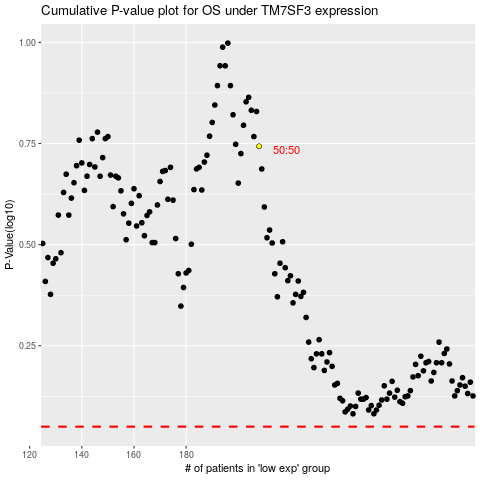 Cumulative P-value plot for OS under TM7SF3 expression
1.00
0.75
50:50
0.50
0.25
P-Value(log10)
120 140 160 180
# of patients in 'low exp' group